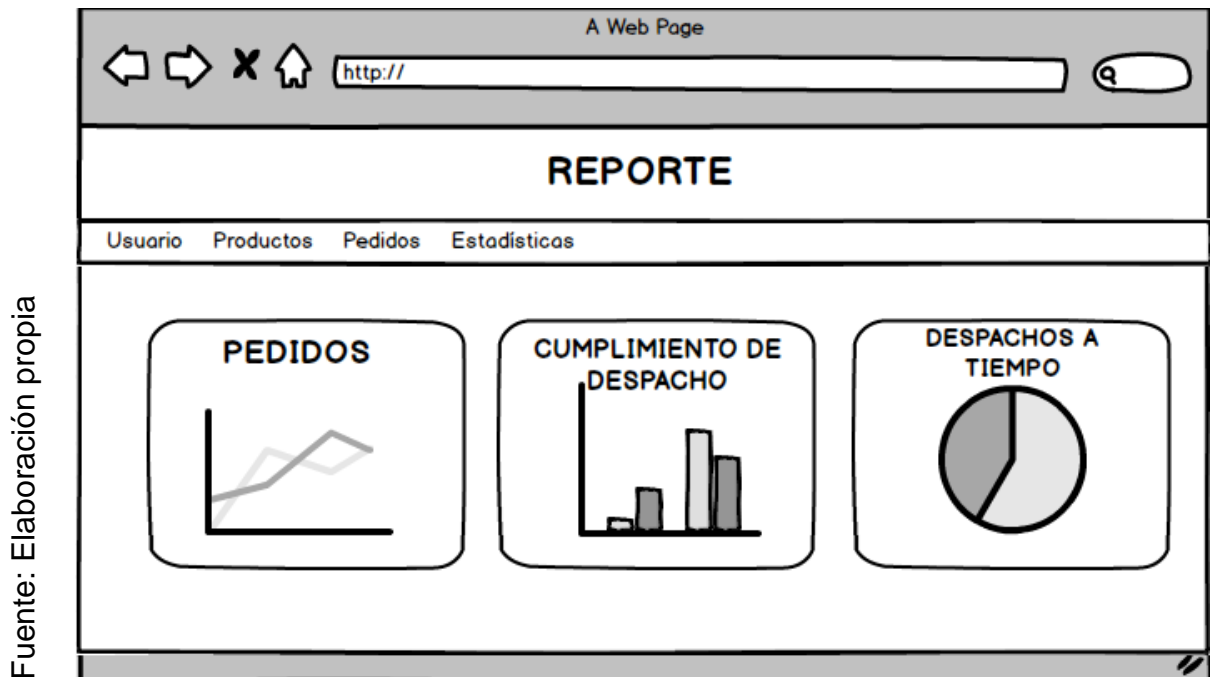 A Web Page
http://
REPORTE
Usuario Productos Pedidos Estadísticas
PEDIDOS
CUMPLIMIENTO DE
DESPACHO
DESPACHOS A
TIEMPO
Fuente: Elaboración propia